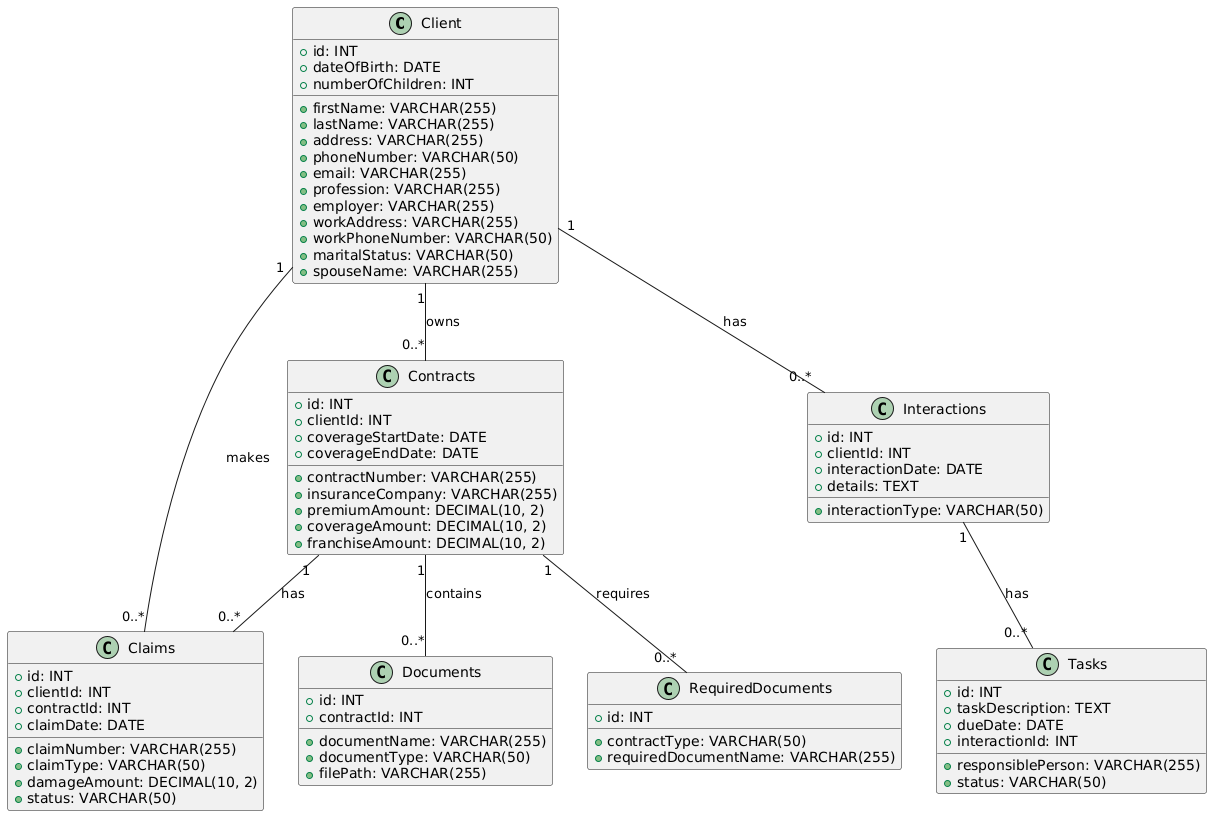 C Client
id: INT
dateOfBirth: DATE
numberOfChildren: INT
firstName: VARCHAR(255)
lastName: VARCHAR(255)
address: VARCHAR(255)
phoneNumber: VARCHAR(50)
email: VARCHAR(255)
profession: VARCHAR(255)
employer: VARCHAR(255)
workAddress: VARCHAR(255)
workPhoneNumber: VARCHAR(50)
maritalStatus: VARCHAR(50)
spouseName: VARCHAR(255)
1
1
1
owns
has
makes
0..*
0..*
0..*
C Contracts
id: INT
clientId: INT
coverageStartDate: DATE
coverageEndDate: DATE
contractNumber: VARCHAR(255)
insuranceCompany: VARCHAR(255)
premiumAmount: DECIMAL(10, 2)
coverageAmount: DECIMAL(10, 2)
franchiseAmount: DECIMAL(10, 2)
C Interactions
id: INT
clientId: INT
interactionDate: DATE
details: TEXT
interactionType: VARCHAR(50)
1
1
1
1
has
contains
requires
has
0..*
0..*
0..*
0..*
C Claims
id: INT
clientId: INT
contractId: INT
claimDate: DATE
claimNumber: VARCHAR(255)
claimType: VARCHAR(50)
damageAmount: DECIMAL(10, 2)
status: VARCHAR(50)
C Documents
id: INT
contractId: INT
documentName: VARCHAR(255)
documentType: VARCHAR(50)
filePath: VARCHAR(255)
C RequiredDocuments
id: INT
contractType: VARCHAR(50)
requiredDocumentName: VARCHAR(255)
C Tasks
id: INT
taskDescription: TEXT
dueDate: DATE
interactionId: INT
responsiblePerson: VARCHAR(255)
status: VARCHAR(50)